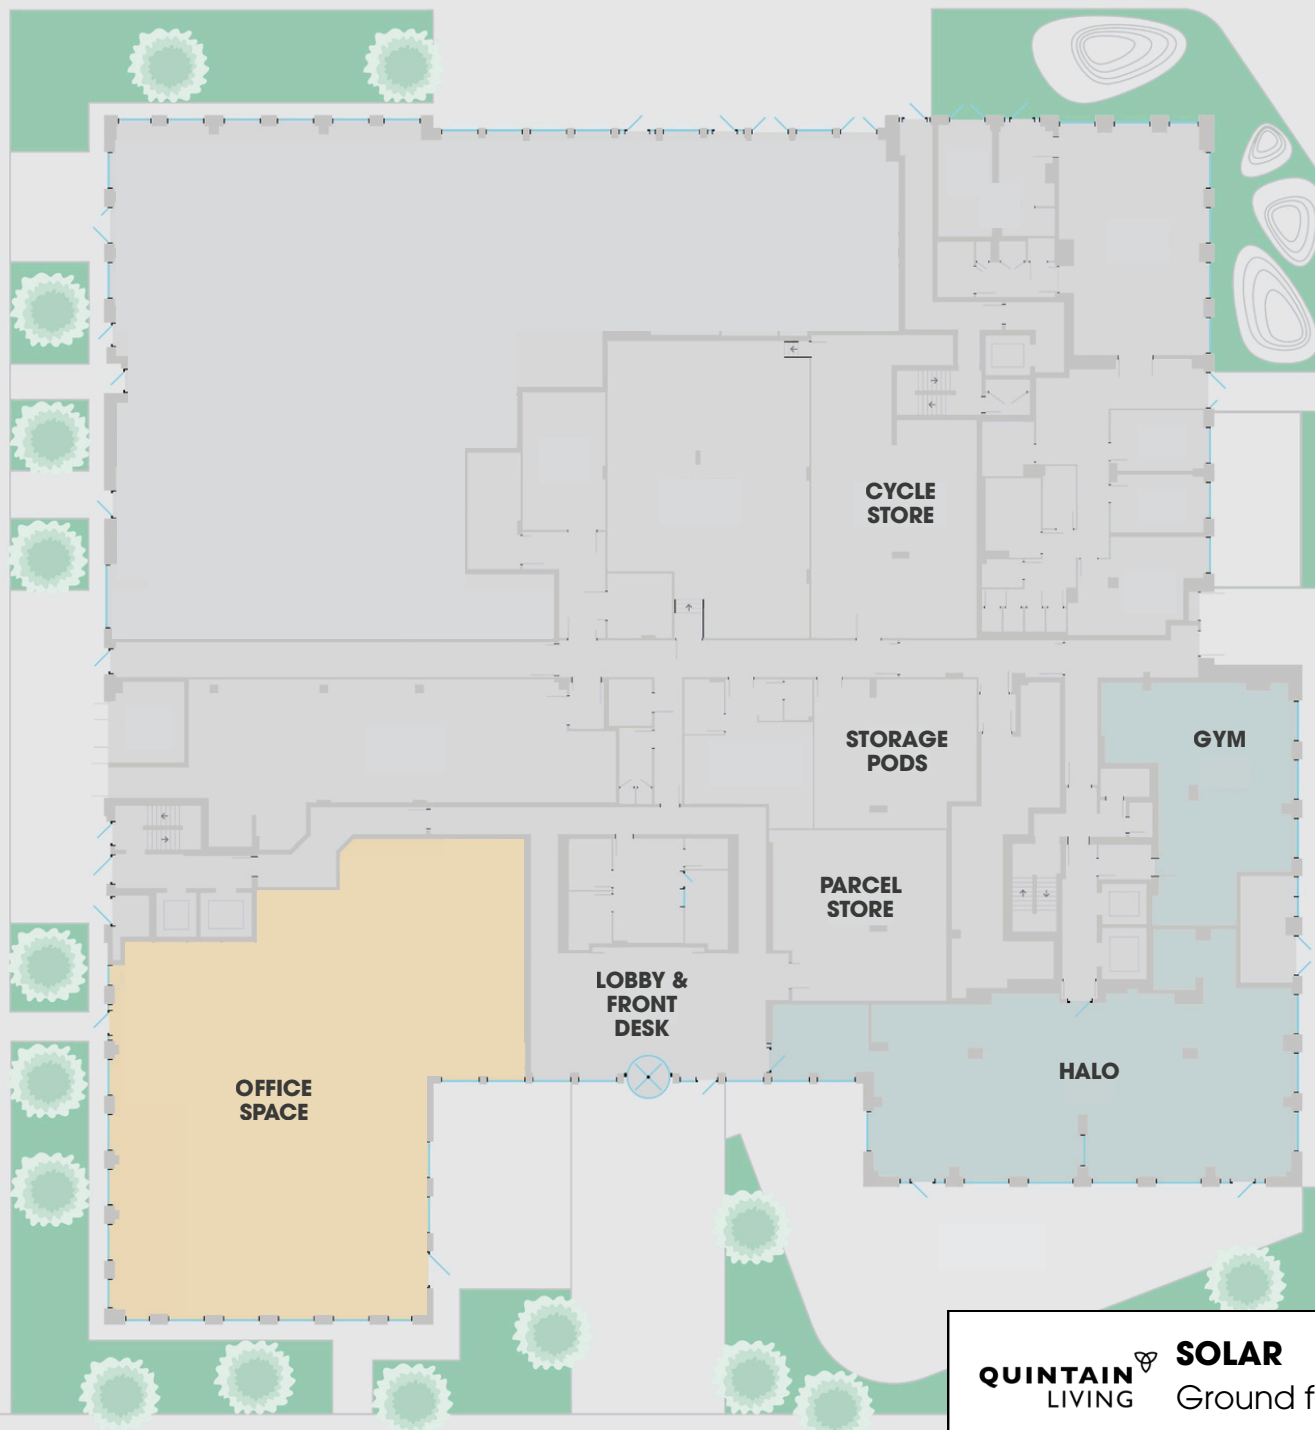 CYCLE
STORE
STORAGE
PODS
GYM
PARCEL
STORE
LOBBY &
FRONT
DESK
HALO
OFFICE
SPACE
QUINTAIN
LIVING
SOLAR
Ground f